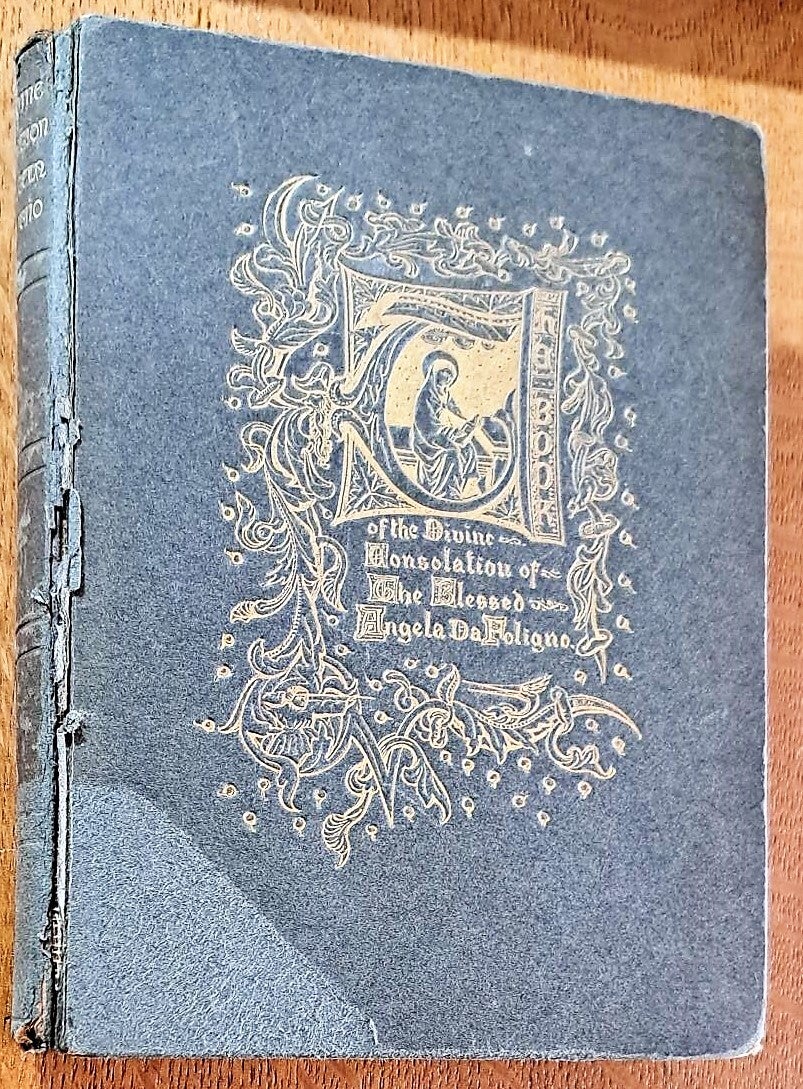 THE BOOK
of the Divine
Consolation of
The Blessed
Angela Da Foligno.